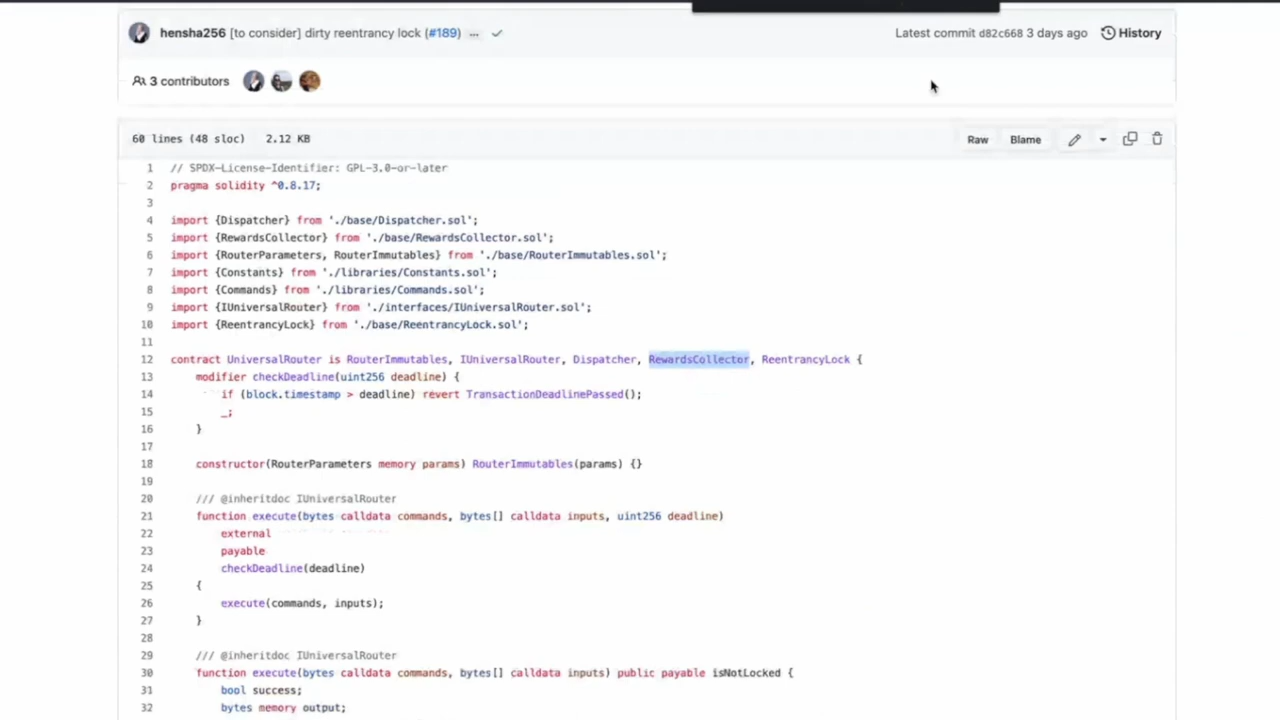 hensha256 [to consider] dirty reentrancy lock (#189) ... Latest commit d82c668 3 days ago History
3 contributors
60 lines (48 sloc) 2.12 KB Raw Blame
1 // SPDX-License-Identifier: GPL-3.0-or-later
2 pragma solidity ^0.8.17;
3
4 import {Dispatcher} from './base/Dispatcher.sol';
5 import {RewardsCollector} from './base/RewardsCollector.sol';
6 import {RouterParameters, RouterImmutables} from './base/RouterImmutables.sol';
7 import {Constants} from './libraries/Constants.sol';
8 import {Commands} from './libraries/Commands.sol';
9 import {IUniversalRouter} from './interfaces/IUniversalRouter.sol';
10 import {ReentrancyLock} from './base/ReentrancyLock.sol';
11
12 contract UniversalRouter is RouterImmutables, IUniversalRouter, Dispatcher, RewardsCollector, ReentrancyLock {
13 modifier checkDeadline(uint256 deadline) {
14 if (block.timestamp > deadline) revert TransactionDeadlinePassed();
15 _;
16 }
17
18 constructor(RouterParameters memory params) RouterImmutables(params) {}
19
20 /// @inheritdoc IUniversalRouter
21 function execute(bytes calldata commands, bytes[] calldata inputs, uint256 deadline)
22 external
23 payable
24 checkDeadline(deadline)
25 {
26 execute(commands, inputs);
27 }
28
29 /// @inheritdoc IUniversalRouter
30 function execute(bytes calldata commands, bytes[] calldata inputs) public payable isNotLocked {
31 bool success;
32 bytes memory output;